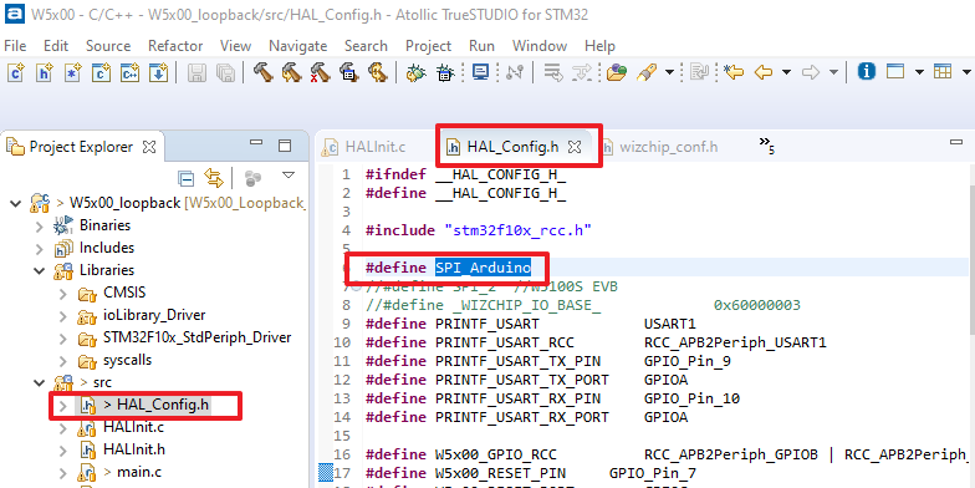 W5x00 - C/C++ - W5x00_loopback/src/HAL_Config.h - Atollic TrueSTUDIO for STM32
File Edit Source Refactor View Navigate Search Project Run Window Help
Project Explorer
> W5x00_loopback [W5x00_Loopback_
Binaries
Includes
Libraries
CMSIS
ioLibrary_Driver
STM32F10x_StdPeriph_Driver
syscalls
> src
> HAL_Config.h
HALInit.c
HALInit.h
> main.c
HALInit.c HAL_Config.h wizchip_conf.h »5
1 #ifndef __HAL_CONFIG_H_
2 #define __HAL_CONFIG_H_
3
4 #include "stm32f10x_rcc.h"
5
6 #define SPI_Arduino
7 //#define SPI_2 //W5100S EVB
8 //#define _WIZCHIP_IO_BASE_ 0x60000003
9 #define PRINTF_USART USART1
10 #define PRINTF_USART_RCC RCC_APB2Periph_USART1
11 #define PRINTF_USART_TX_PIN GPIO_Pin_9
12 #define PRINTF_USART_TX_PORT GPIOA
13 #define PRINTF_USART_RX_PIN GPIO_Pin_10
14 #define PRINTF_USART_RX_PORT GPIOA
15
16 #define W5x00_GPIO_RCC RCC_APB2Periph_GPIOB | RCC_APB2Periph_
17 #define W5x00_RESET_PIN GPIO_Pin_7